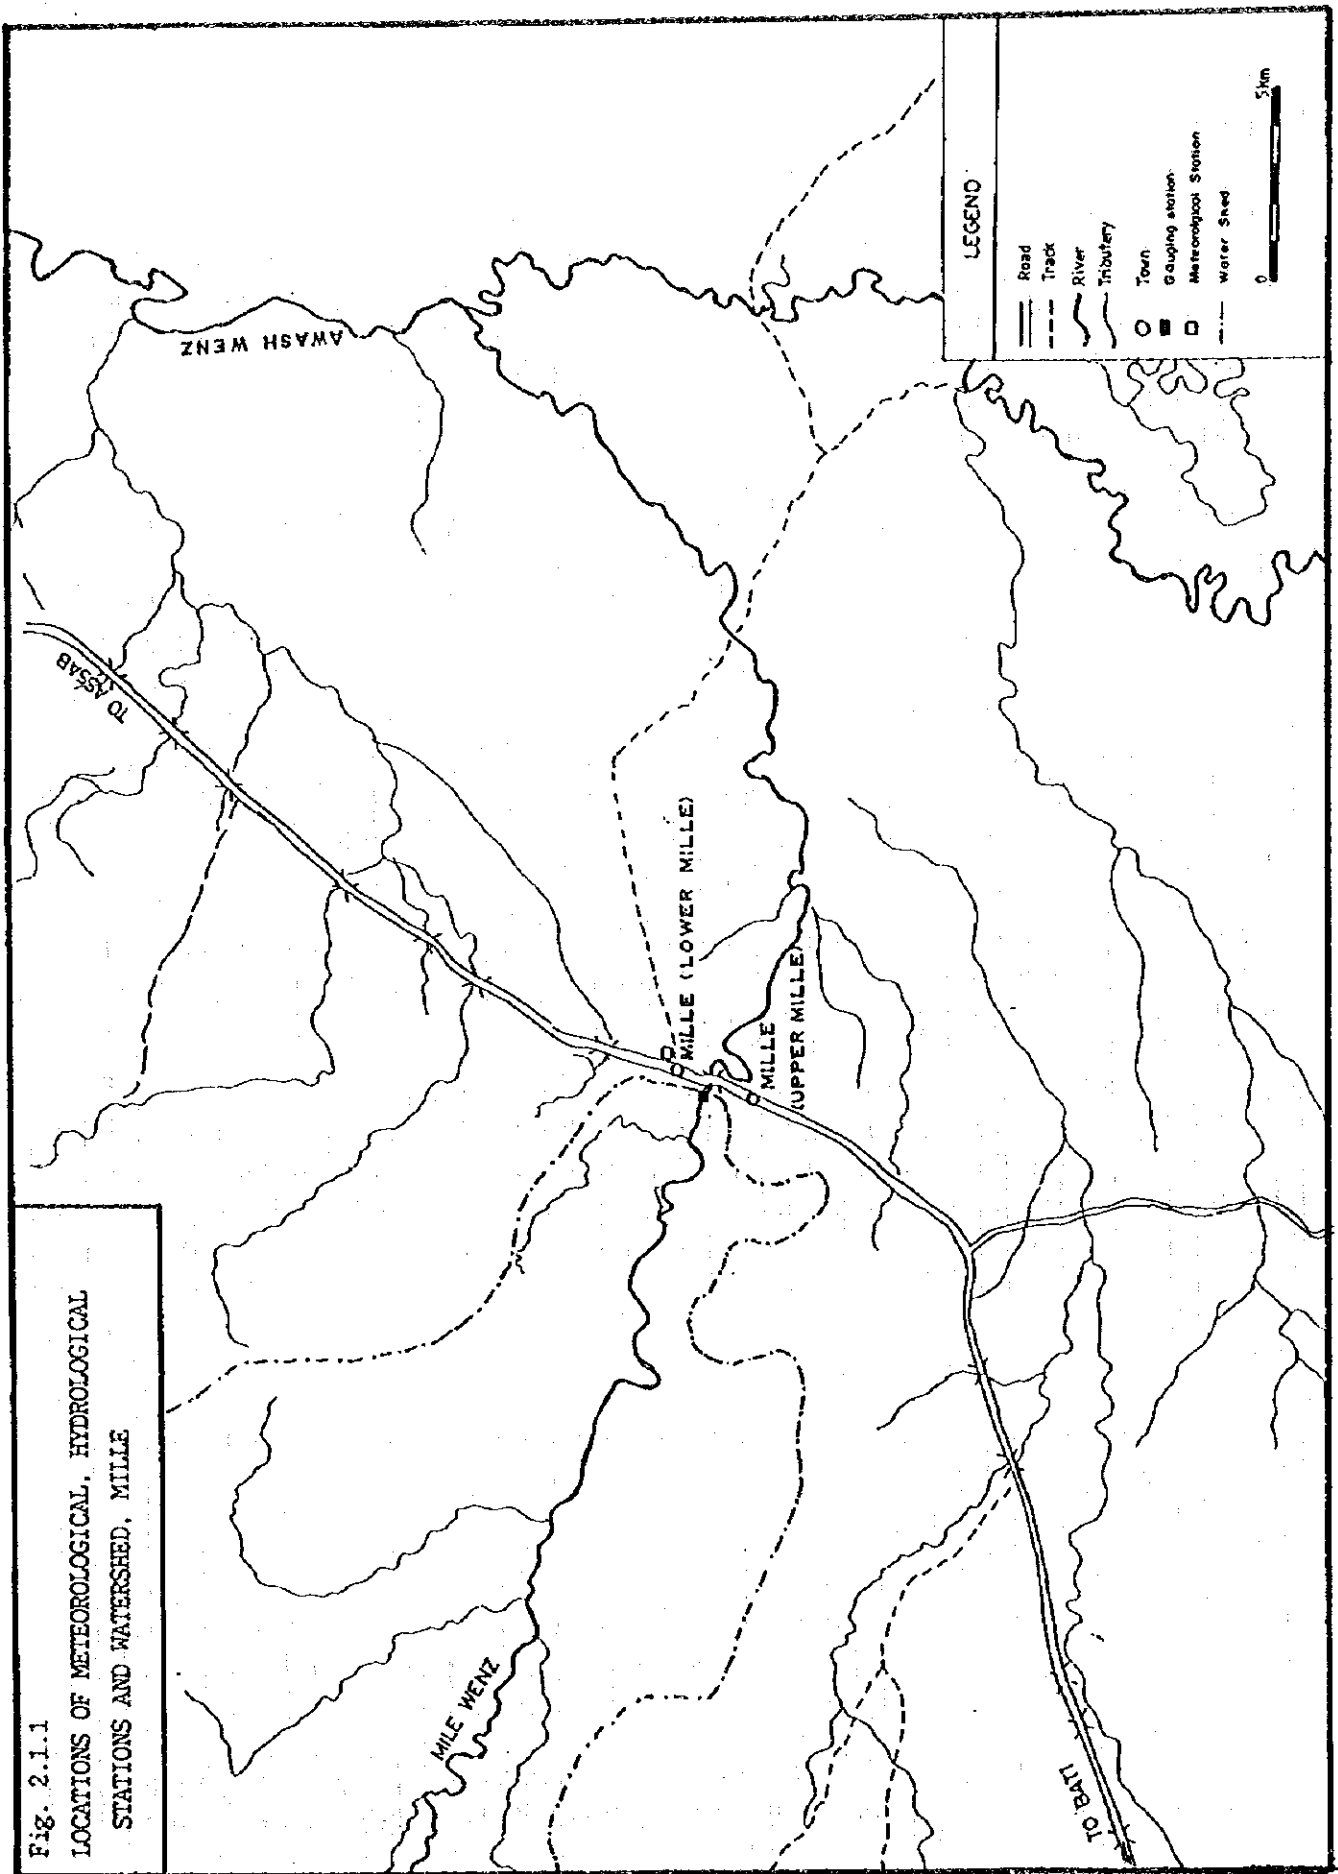 Fig. 2.1.1
LOCATIONS OF METEOROLOGICAL, HYDROLOGICAL
STATIONS AND WATERSHED, MILLE
TO ASSAB
AWASH WENZ
MILLE (LOWER MILLE)
MILLE
(UPPER MILLE)
MILE WENZ
TO BATI
LEGEND
Road
Track
River
Tributery
Town
Gauging station
Meteorolgical Station
Water Shed
0 5km